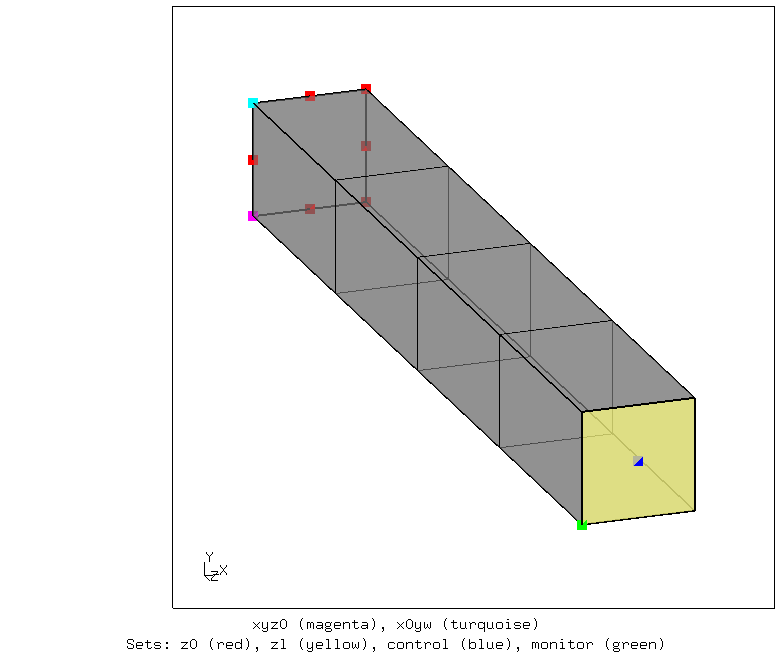 Y
X
Z
xyz0 (magenta), x0yw (turquoise)
Sets: z0 (red), zl (yellow), control (blue), monitor (green)